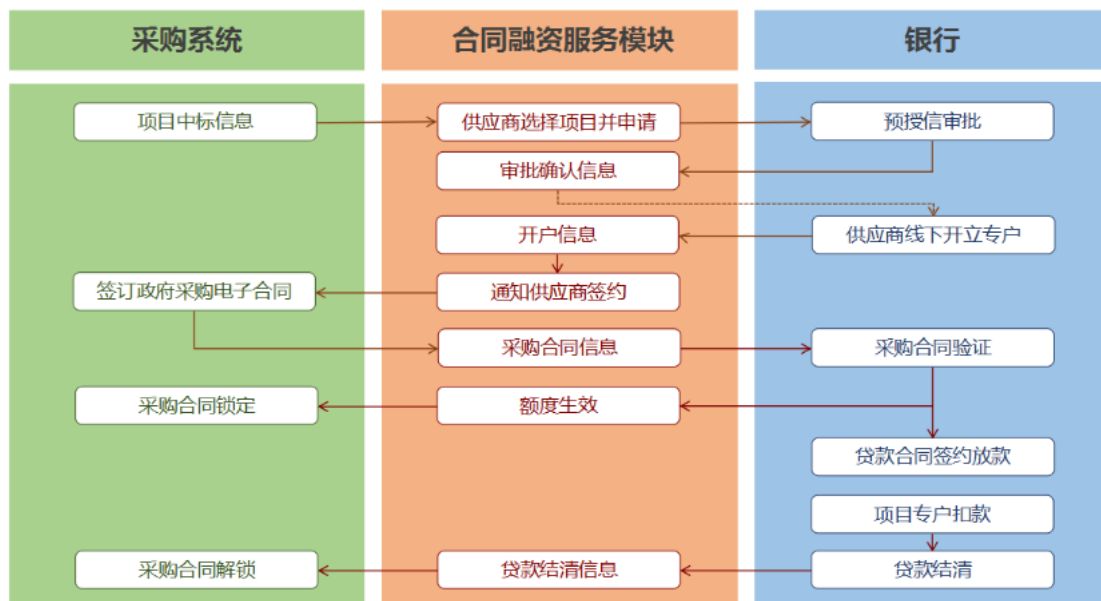 采购系统
合同融资服务模块
银行
项目中标信息
供应商选择项目并申请
预授信审批
审批确认信息
开户信息
供应商线下开立专户
签订政府采购电子合同
通知供应商签约
采购合同信息
采购合同验证
采购合同锁定
额度生效
贷款合同签约放款
项目专户扣款
采购合同解锁
贷款结清信息
贷款结清